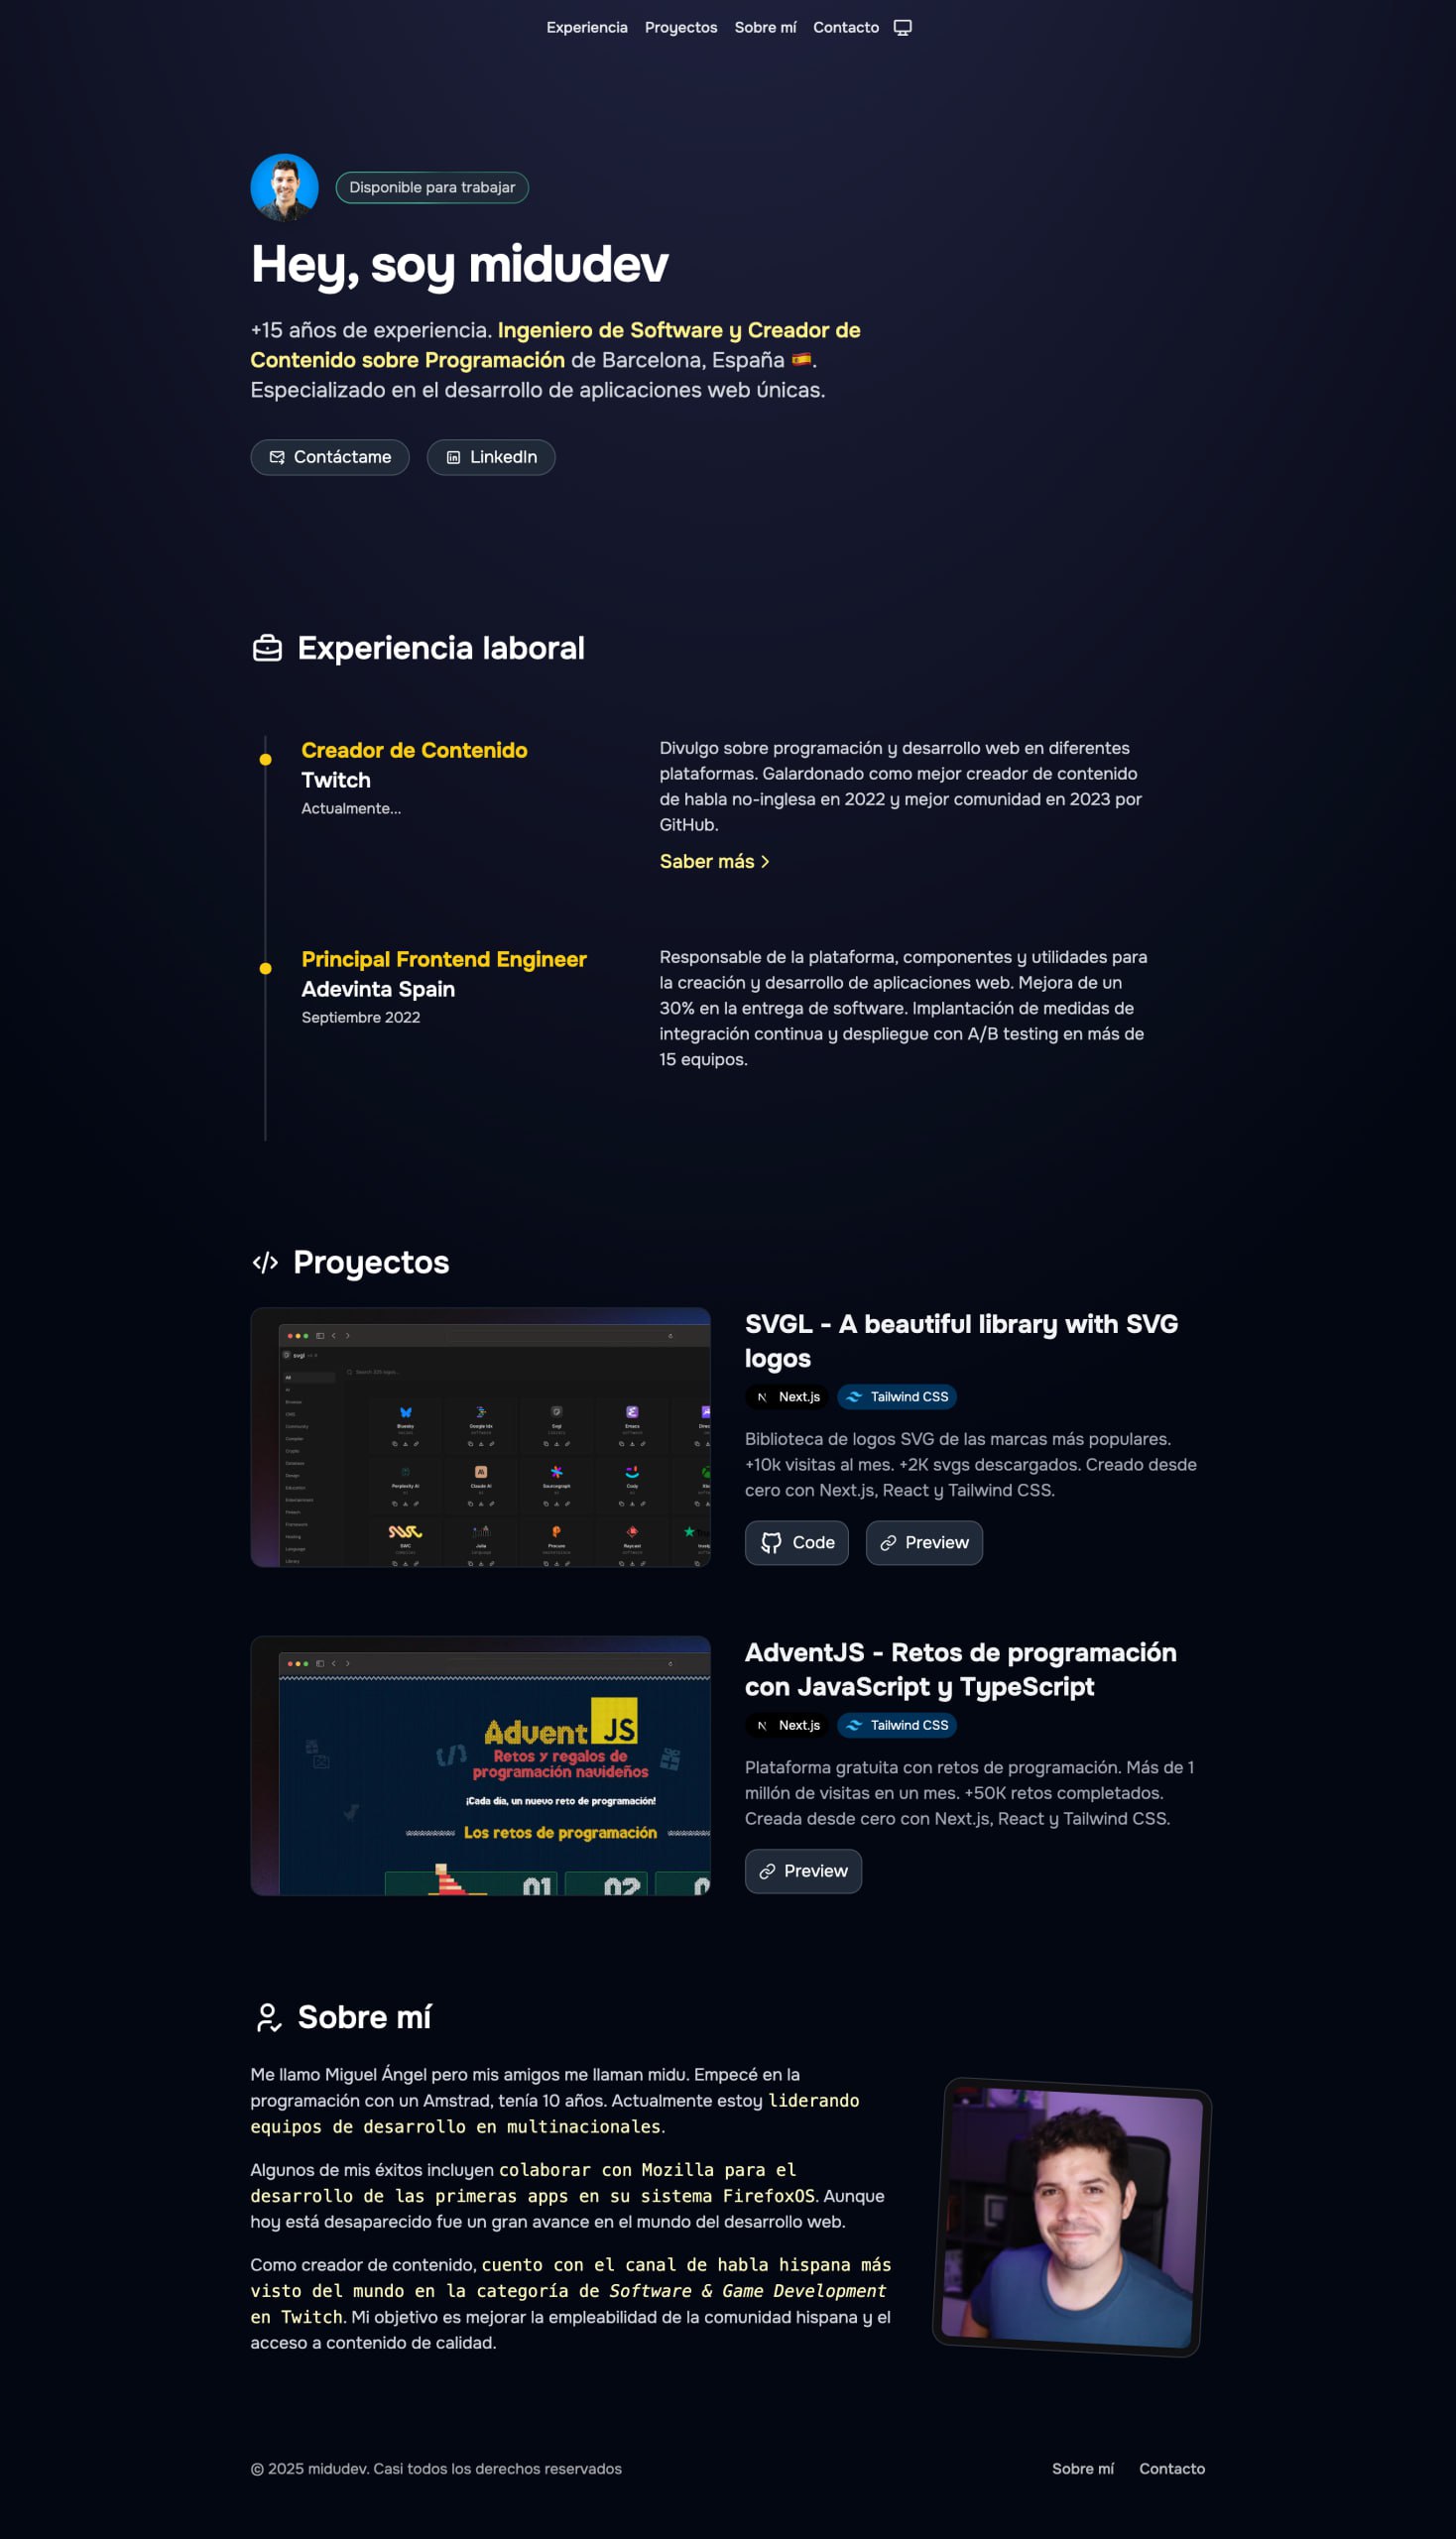 Experiencia Proyectos Sobre mí Contacto
Disponible para trabajar
Hey, soy midudev
+15 años de experiencia. Ingeniero de Software y Creador de
Contenido sobre Programación de Barcelona, España 🇪🇸.
Especializado en el desarrollo de aplicaciones web únicas.
Contáctame LinkedIn
Experiencia laboral
Creador de Contenido
Twitch
Actualmente...
Divulgo sobre programación y desarrollo web en diferentes
plataformas. Galardonado como mejor creador de contenido
de habla no-inglesa en 2022 y mejor comunidad en 2023 por
GitHub.
Saber más
Principal Frontend Engineer
Adevinta Spain
Septiembre 2022
Responsable de la plataforma, componentes y utilidades para
la creación y desarrollo de aplicaciones web. Mejora de un
30% en la entrega de software. Implantación de medidas de
integración continua y despliegue con A/B testing en más de
15 equipos.
</> Proyectos
svgl
All
Bluesky Google Idx Svgl Emacs
Perplexity AI Claude AI Sourcegraph Cody
SWC Julia Procure Raycast
SVGL - A beautiful library with SVG
logos
Next.js Tailwind CSS
Biblioteca de logos SVG de las marcas más populares.
+10k visitas al mes. +2K svgs descargados. Creado desde
cero con Next.js, React y Tailwind CSS.
Code Preview
Advent JS
Retos y regalos de
programación navideños
¡Cada día, un nuevo reto de programación!
Los retos de programación
01 02
AdventJS - Retos de programación
con JavaScript y TypeScript
Next.js Tailwind CSS
Plataforma gratuita con retos de programación. Más de 1
millón de visitas en un mes. +50K retos completados.
Creada desde cero con Next.js, React y Tailwind CSS.
Preview
Sobre mí
Me llamo Miguel Ángel pero mis amigos me llaman midu. Empecé en la
programación con un Amstrad, tenía 10 años. Actualmente estoy liderando
equipos de desarrollo en multinacionales.
Algunos de mis éxitos incluyen colaborar con Mozilla para el
desarrollo de las primeras apps en su sistema FirefoxOS. Aunque
hoy está desaparecido fue un gran avance en el mundo del desarrollo web.
Como creador de contenido, cuento con el canal de habla hispana más
visto del mundo en la categoría de Software & Game Development
en Twitch. Mi objetivo es mejorar la empleabilidad de la comunidad hispana y el
acceso a contenido de calidad.
© 2025 midudev. Casi todos los derechos reservados
Sobre mí Contacto